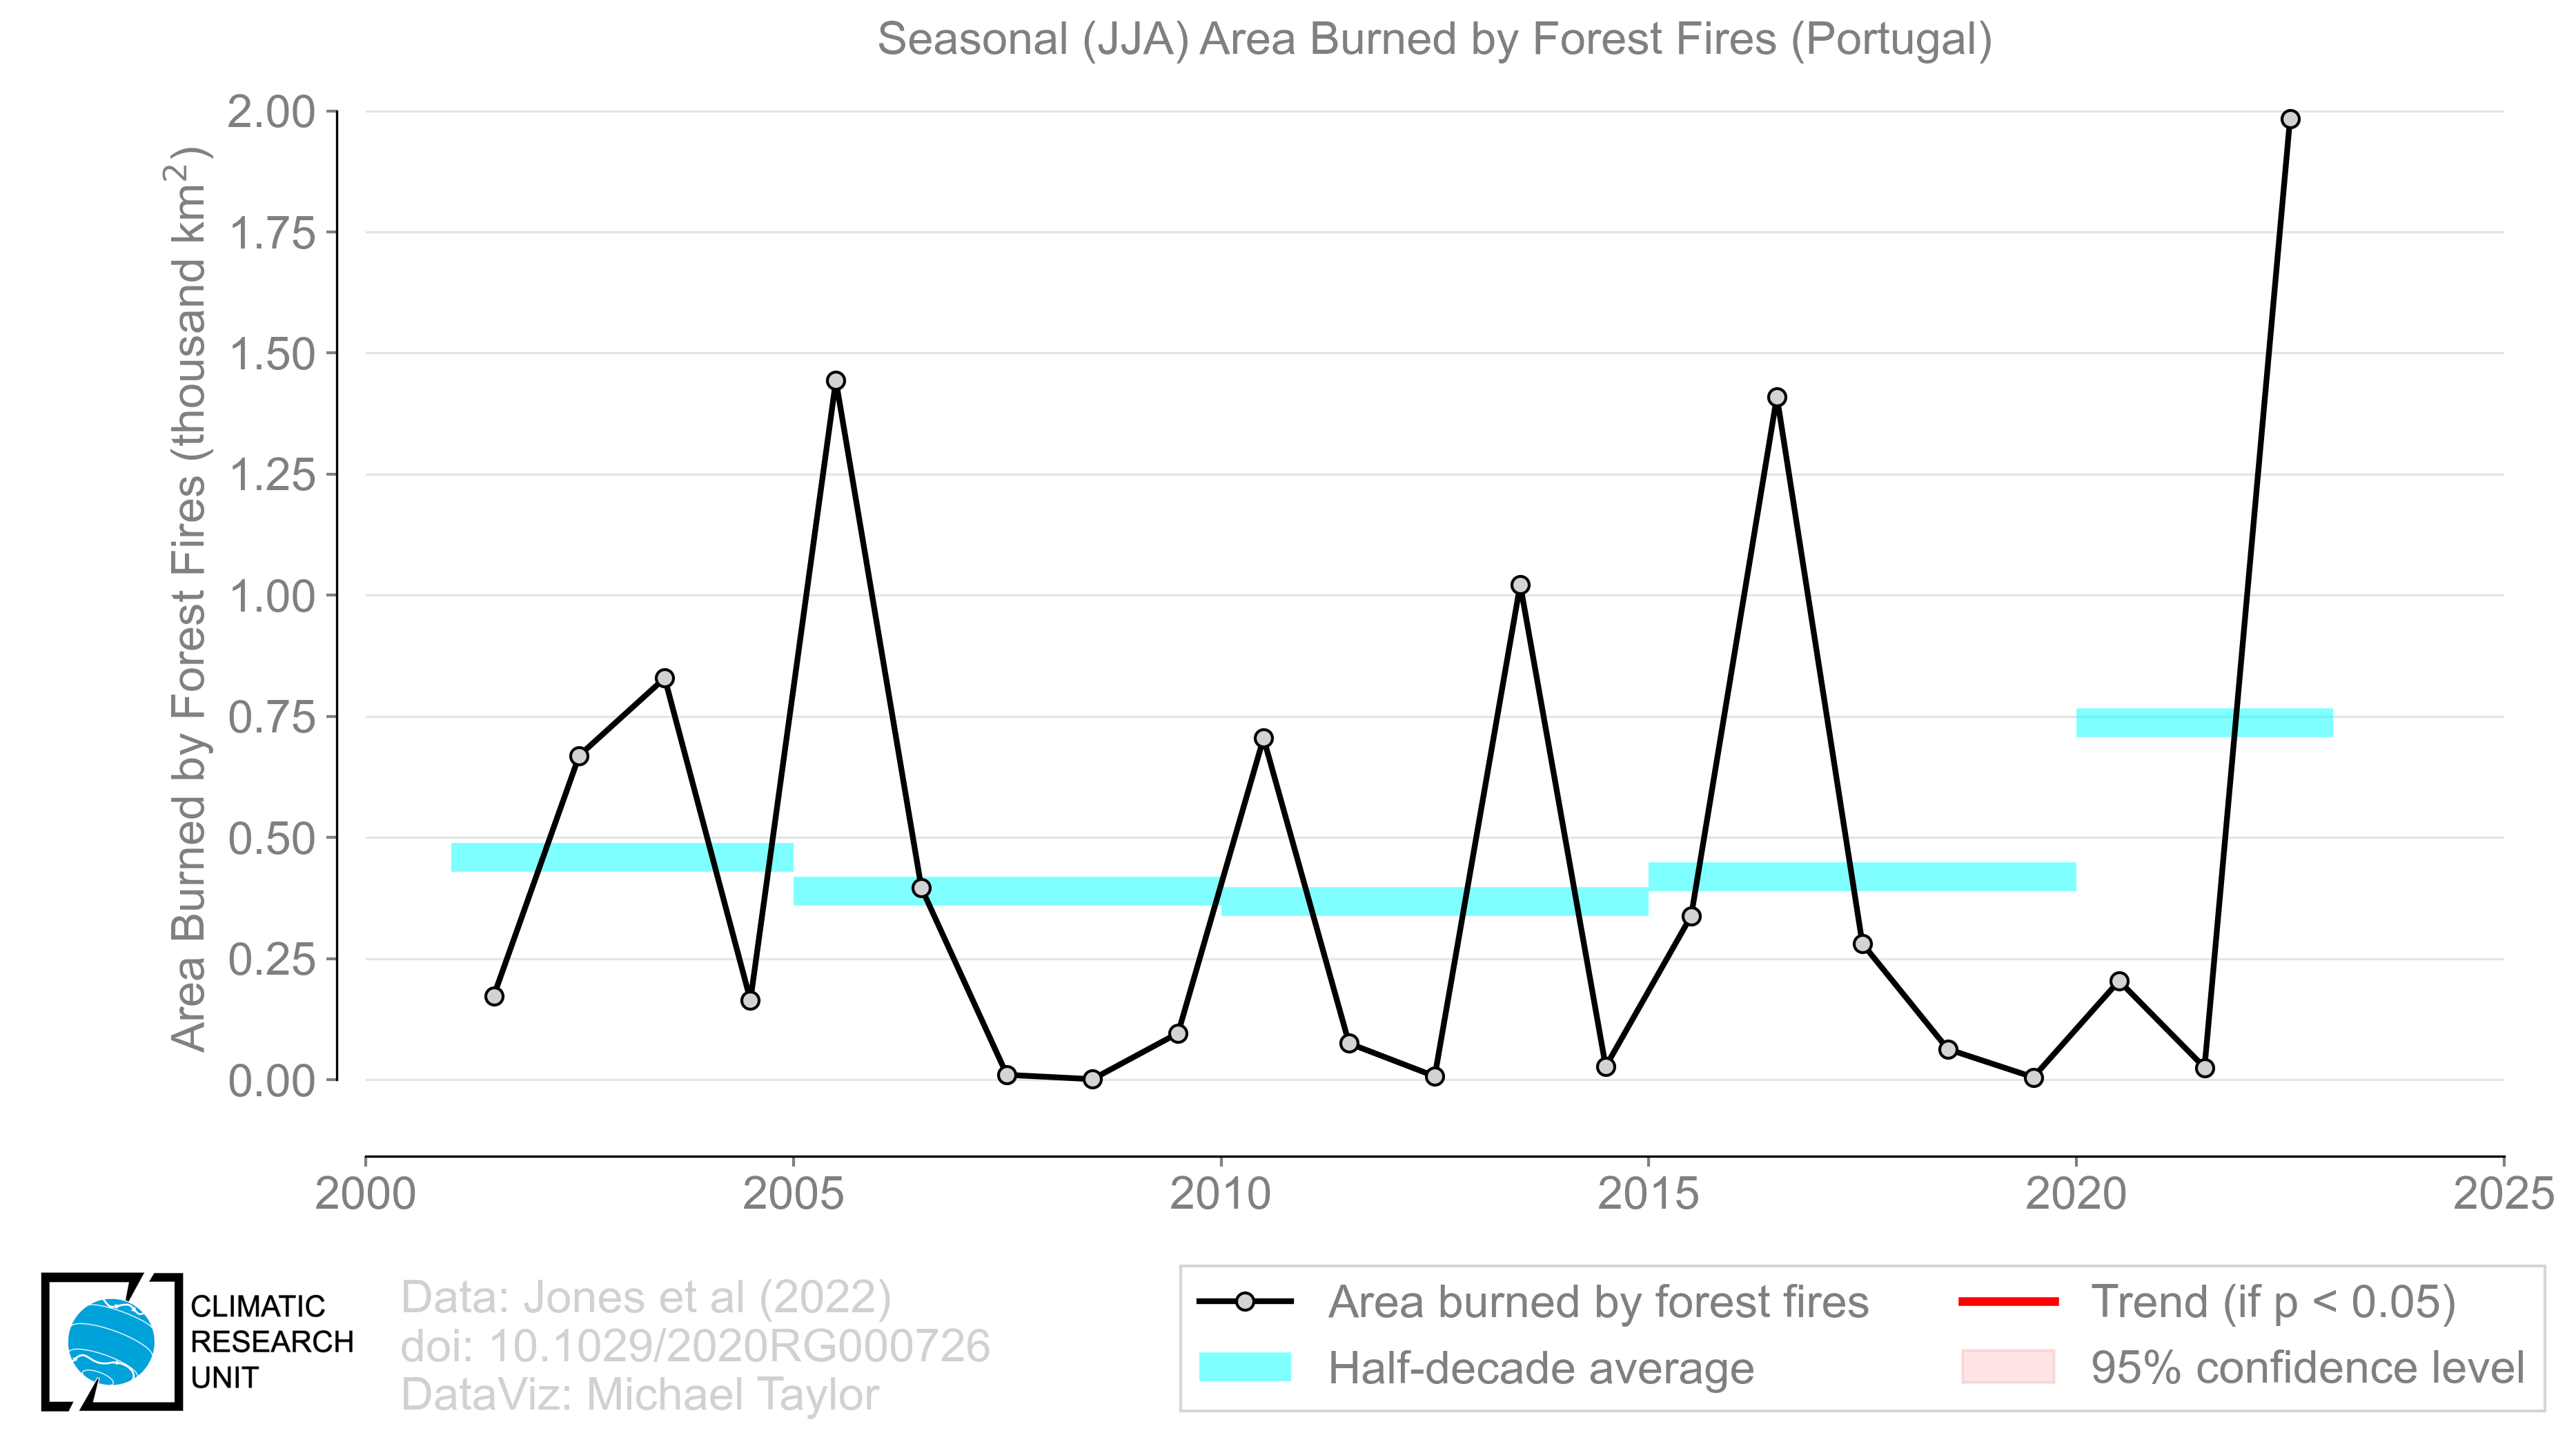 Seasonal (JJA) Area Burned by Forest Fires (Portugal)
Area Burned by Forest Fires (thousand km²)
2.00
1.75
1.50
1.25
1.00
0.75
0.50
0.25
0.00
2000 2005 2010 2015 2020 2025
CLIMATIC
RESEARCH
UNIT
Data: Jones et al (2022)
doi: 10.1029/2020RG000726
DataViz: Michael Taylor
Area burned by forest fires
Half-decade average
Trend (if p < 0.05)
95% confidence level